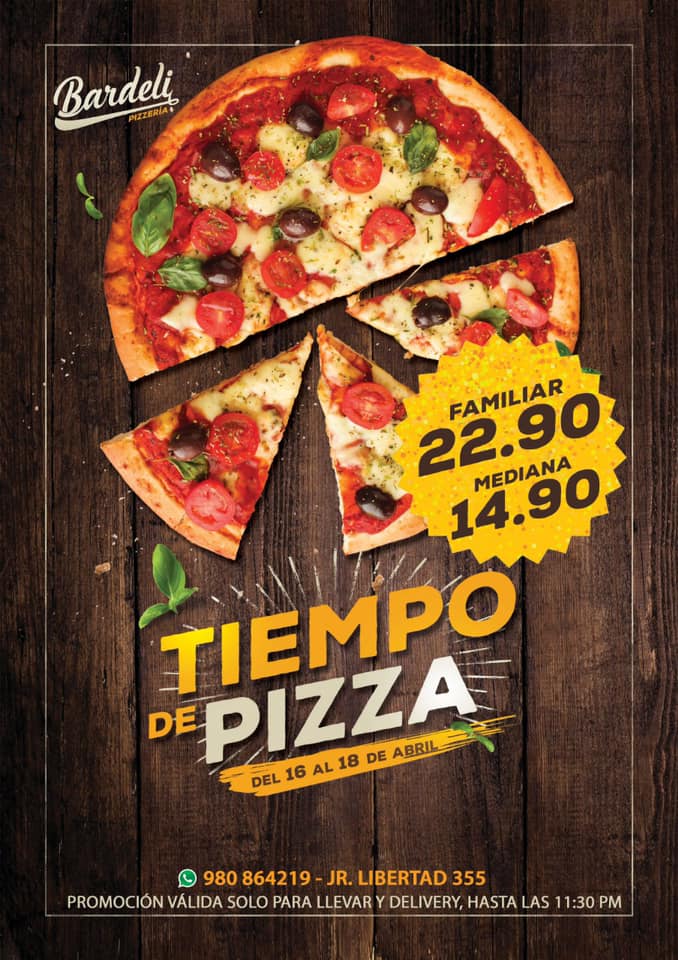 Bardeli
PIZZERÍA
FAMILIAR
22.90
MEDIANA
14.90
TIEMPO
DE PIZZA
DEL 16 AL 18 DE ABRIL
980 864219 - JR. LIBERTAD 355
PROMOCIÓN VÁLIDA SOLO PARA LLEVAR Y DELIVERY, HASTA LAS 11:30 PM